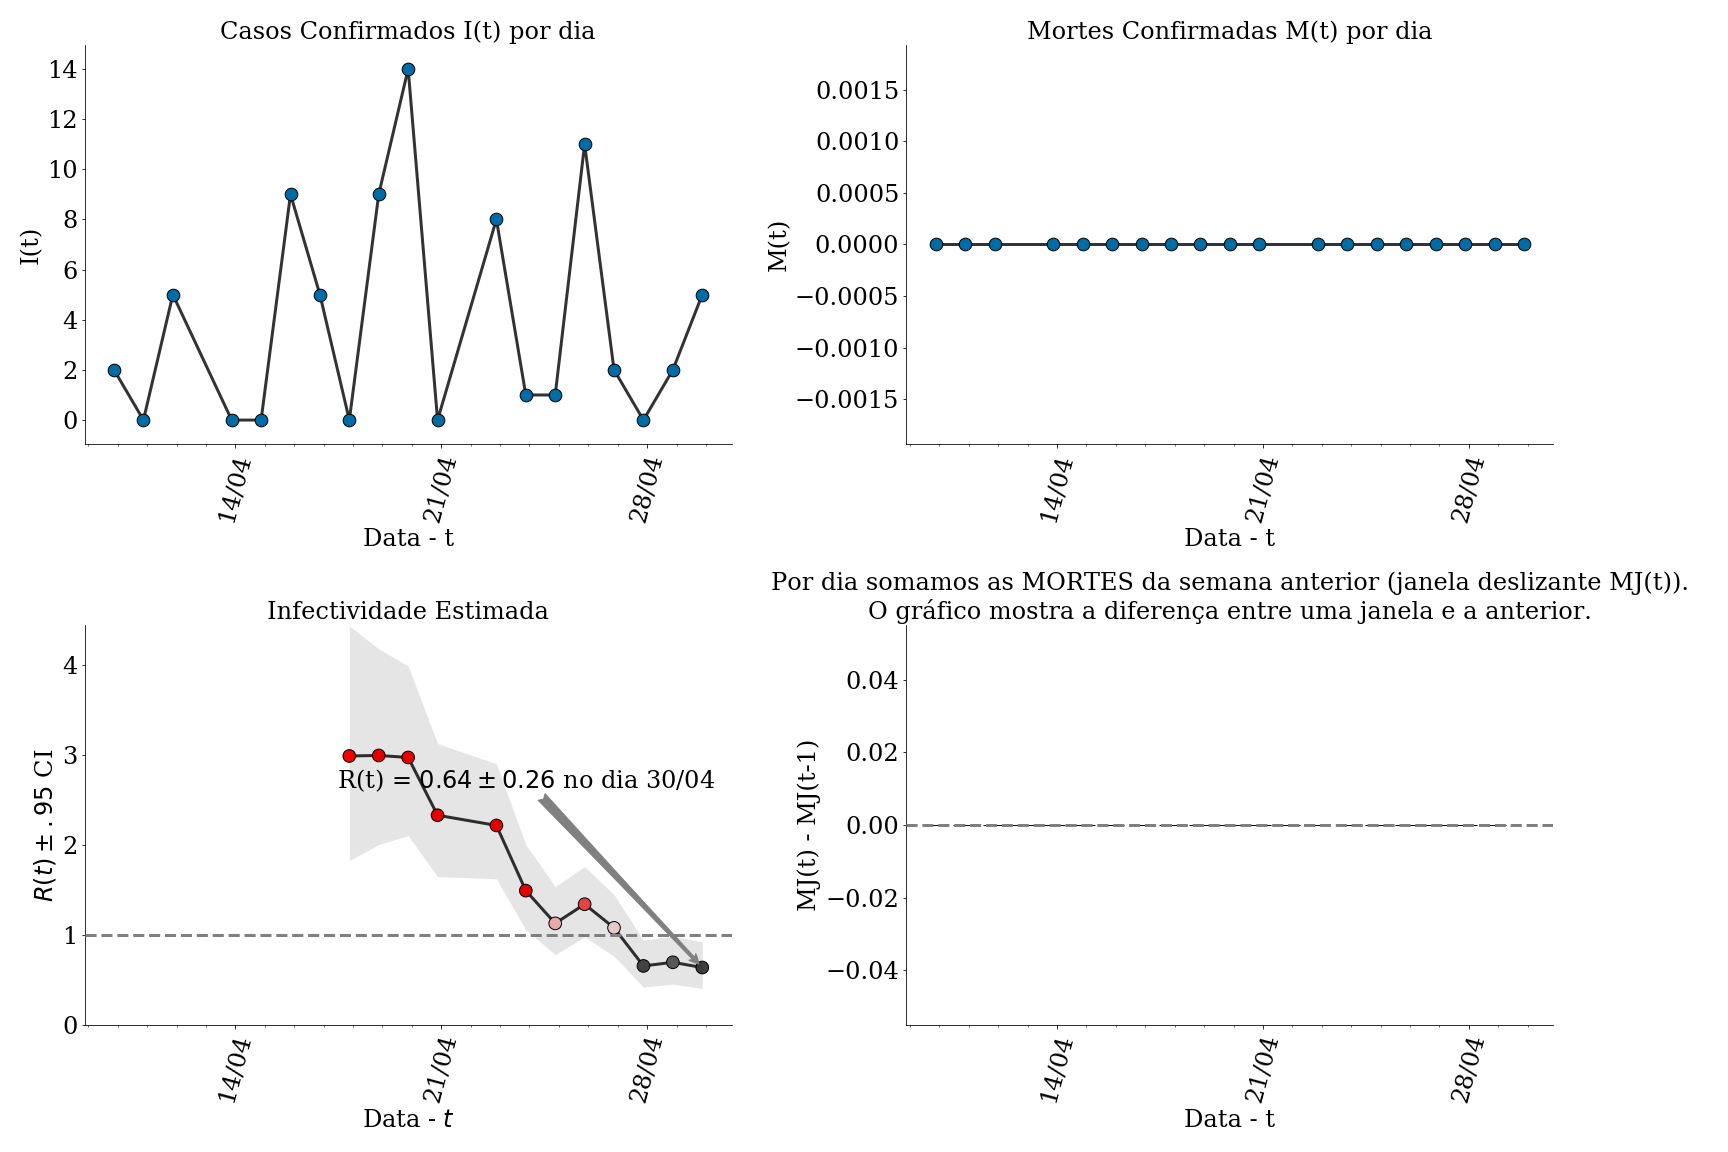 Casos Confirmados I(t) por dia
14
12
10
8
6
4
2
0
I(t)
14/04
21/04
28/04
Data - t
Mortes Confirmadas M(t) por dia
0.0015
0.0010
0.0005
0.0000
−0.0005
−0.0010
−0.0015
M(t)
14/04
21/04
28/04
Data - t
Infectividade Estimada
4
3
2
1
0
R(t) ± .95 CI
R(t) = 0.64 ± 0.26 no dia 30/04
14/04
21/04
28/04
Data - t
Por dia somamos as MORTES da semana anterior (janela deslizante MJ(t)).
O gráfico mostra a diferença entre uma janela e a anterior.
0.04
0.02
0.00
−0.02
−0.04
MJ(t) - MJ(t-1)
14/04
21/04
28/04
Data - t